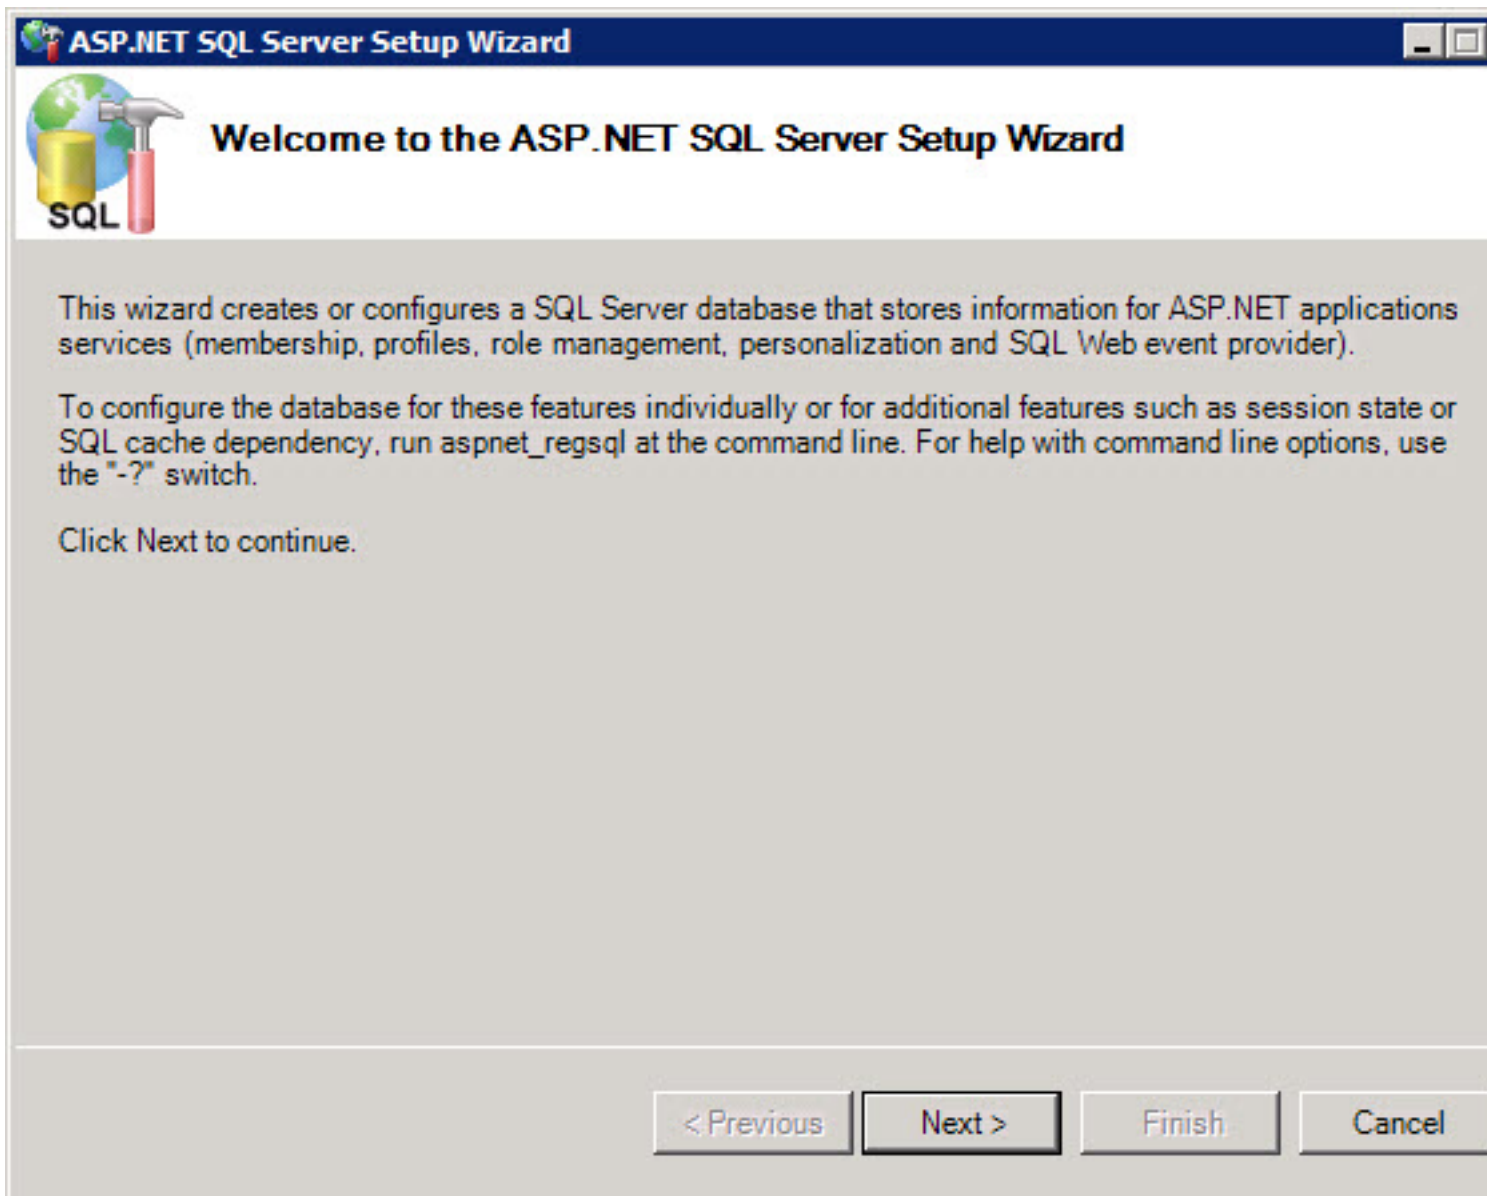 ASP.NET SQL Server Setup Wizard
Welcome to the ASP.NET SQL Server Setup Wizard
SQL
This wizard creates or configures a SQL Server database that stores information for ASP.NET applications
services (membership, profiles, role management, personalization and SQL Web event provider).
To configure the database for these features individually or for additional features such as session state or
SQL cache dependency, run aspnet_regsql at the command line. For help with command line options, use
the "-?" switch.
Click Next to continue.
< Previous
Next >
Finish
Cancel